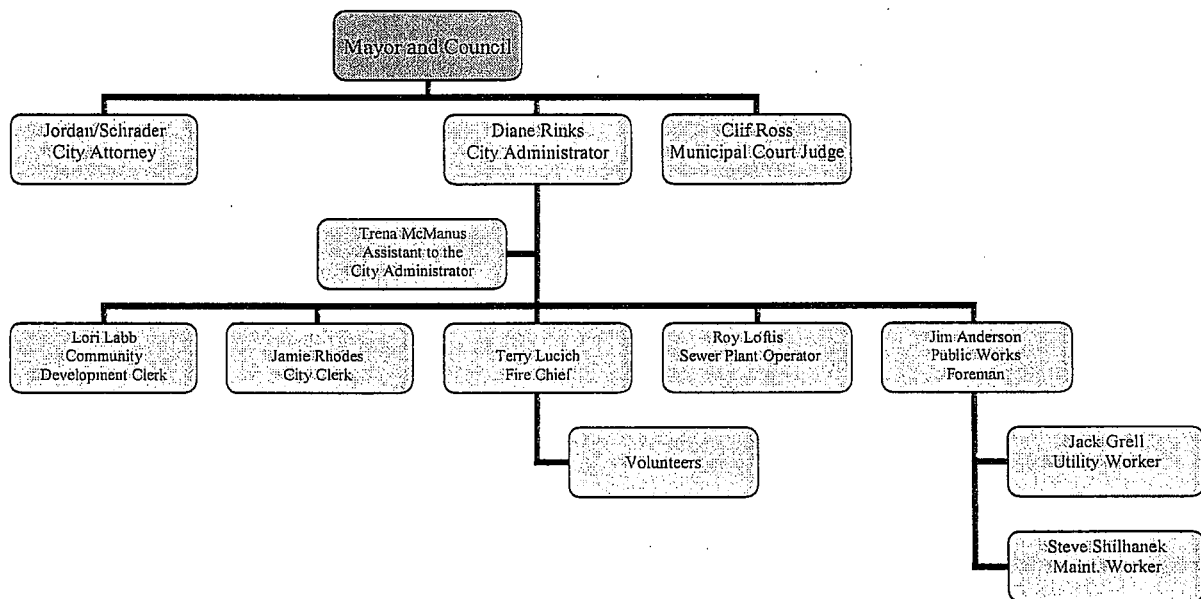 Mayor and Council
Jordan/Schrader
City Attorney
Diane Rinks
City Administrator
Clif Ross
Municipal Court Judge
Trena McManus
Assistant to the
City Administrator
Lori Labb
Community
Development Clerk
Jamie Rhodes
City Clerk
Terry Lucich
Fire Chief
Roy Loftis
Sewer Plant Operator
Jim Anderson
Public Works
Foreman
Volunteers
Jack Grell
Utility Worker
Steve Shilhanek
Maint. Worker